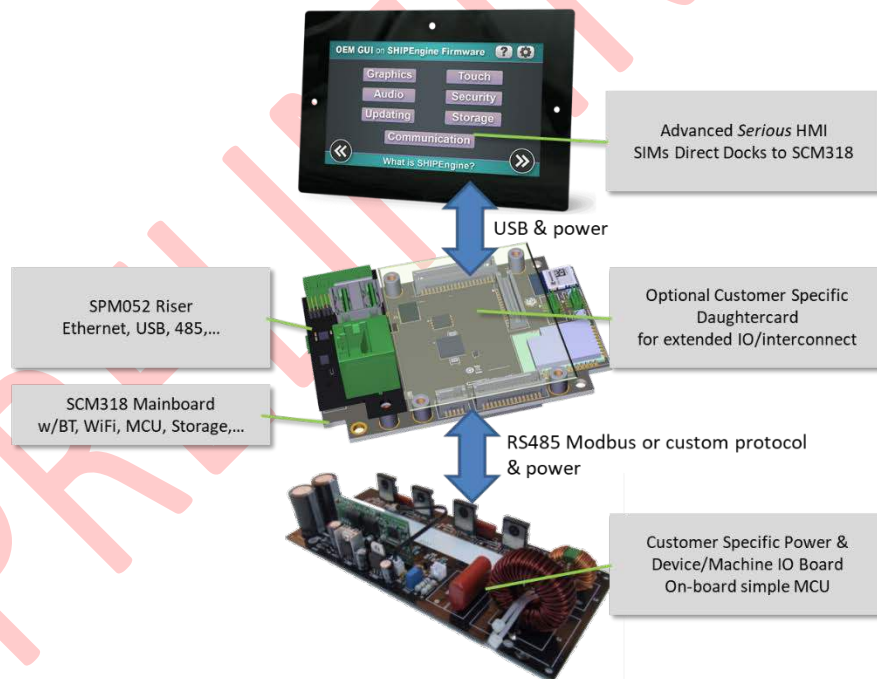 OEM GUI on SHIPEngine Firmware ? 
Graphics Touch
Audio Security
Updating Storage
Communication
« What is SHIPEngine? »
Advanced Serious HMI
SIMs Direct Docks to SCM318
USB & power
SPM052 Riser
Ethernet, USB, 485,...
Optional Customer Specific
Daughtercard
for extended IO/interconnect
SCM318 Mainboard
w/BT, WiFi, MCU, Storage,...
RS485 Modbus or custom protocol
& power
Customer Specific Power &
Device/Machine IO Board
On-board simple MCU